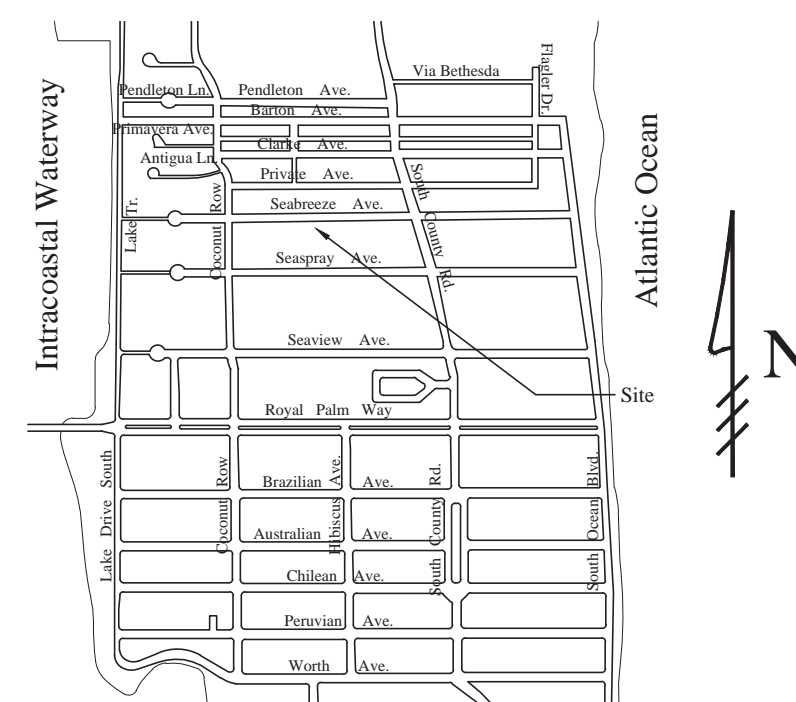 Via Bethesda
Flagler Dr.
Pendleton Ln.
Pendleton Ave.
Barton Ave.
Primavera Ave.
Clarke Ave.
Antigua Ln.
Private Ave.
South County Rd.
Seabreeze Ave.
Lake Tr.
Coconut Row
Intracoastal Waterway
Atlantic Ocean
Seaspray Ave.
Seaview Ave.
N
Site
Royal Palm Way
Lake Drive South
Coconut Row
Hibiscus Ave.
South County Rd.
South Ocean Blvd.
Brazilian Ave.
Australian Ave.
Chilean Ave.
Peruvian Ave.
Worth Ave.